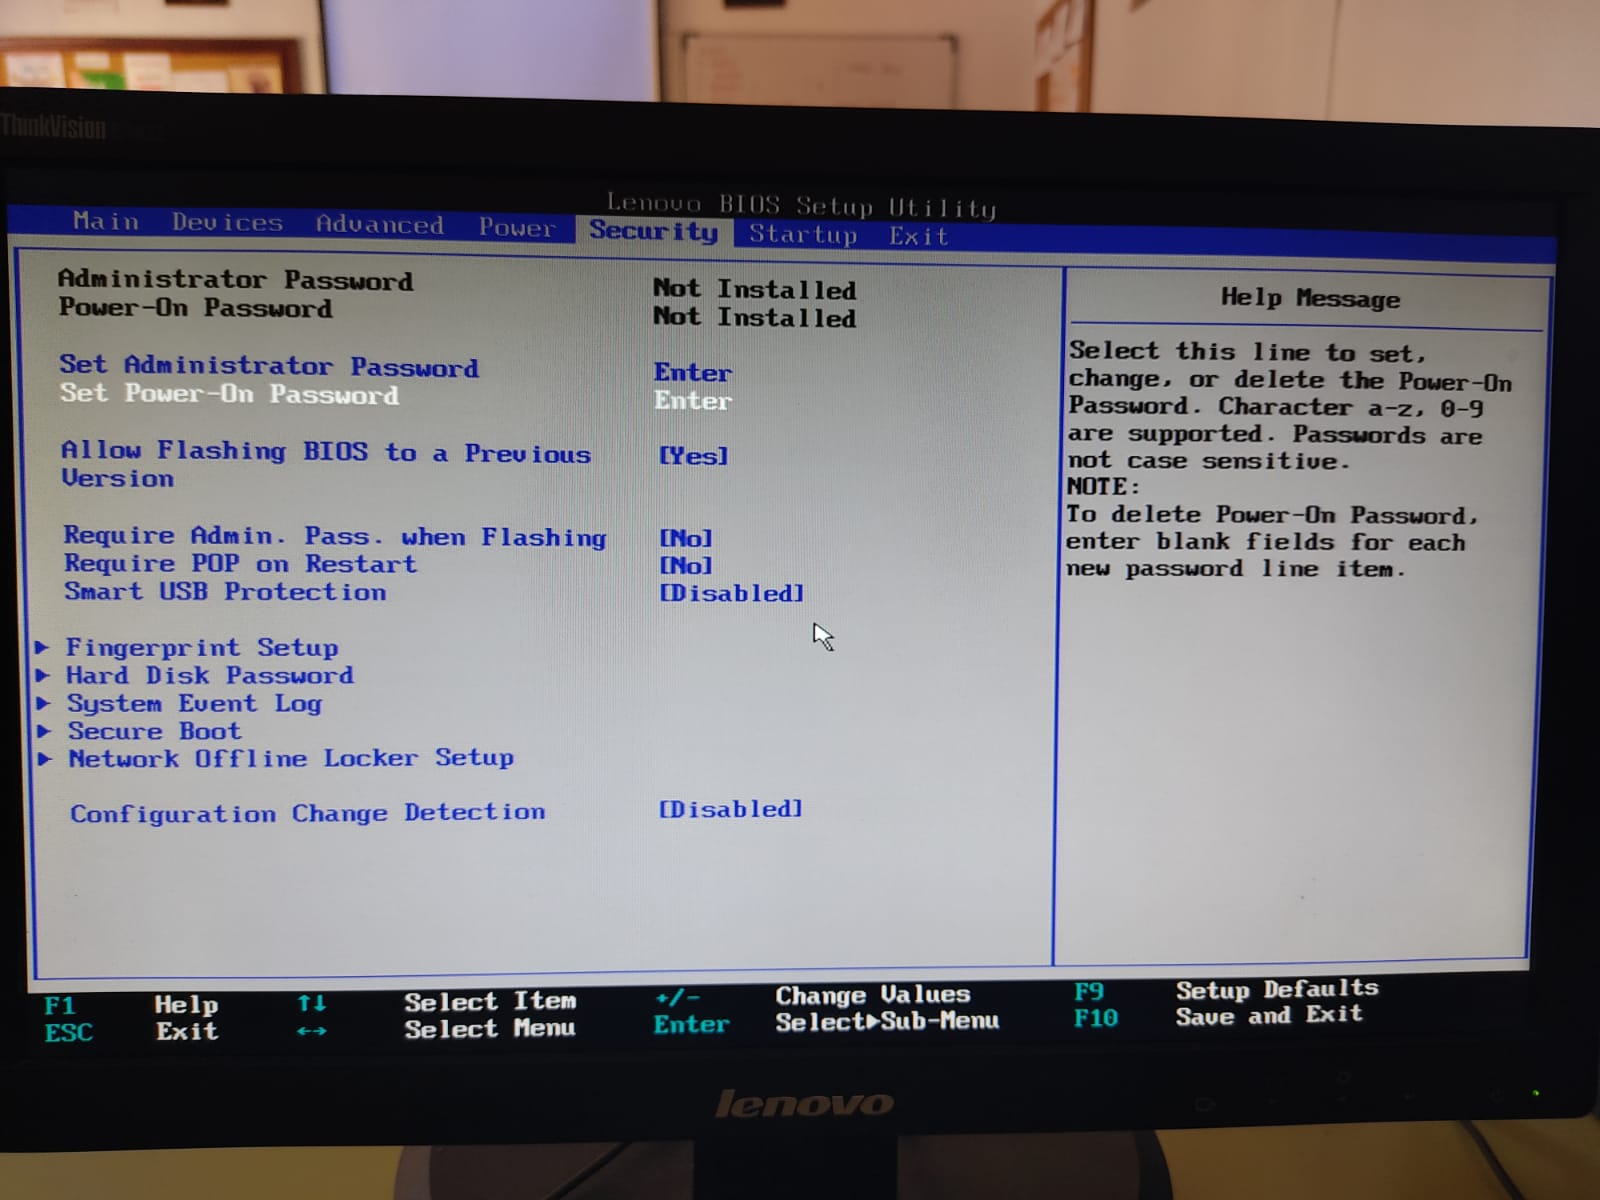 ThinkVision
Lenovo BIOS Setup Utility
Main Devices Advanced Power Security Startup Exit
Administrator Password Not Installed
Power-On Password Not Installed
Set Administrator Password Enter
Set Power-On Password Enter
Allow Flashing BIOS to a Previous [Yes]
Version
Require Admin. Pass. when Flashing [No]
Require POP on Restart [No]
Smart USB Protection [Disabled]
Fingerprint Setup
Hard Disk Password
System Event Log
Secure Boot
Network Offline Locker Setup
Configuration Change Detection [Disabled]
Help Message
Select this line to set,
change, or delete the Power-On
Password. Character a-z, 0-9
are supported. Passwords are
not case sensitive.
NOTE:
To delete Power-On Password,
enter blank fields for each
new password line item.
F1 Help ↑↓ Select Item +/- Change Values F9 Setup Defaults
ESC Exit ←→ Select Menu Enter Select▶Sub-Menu F10 Save and Exit
lenovo